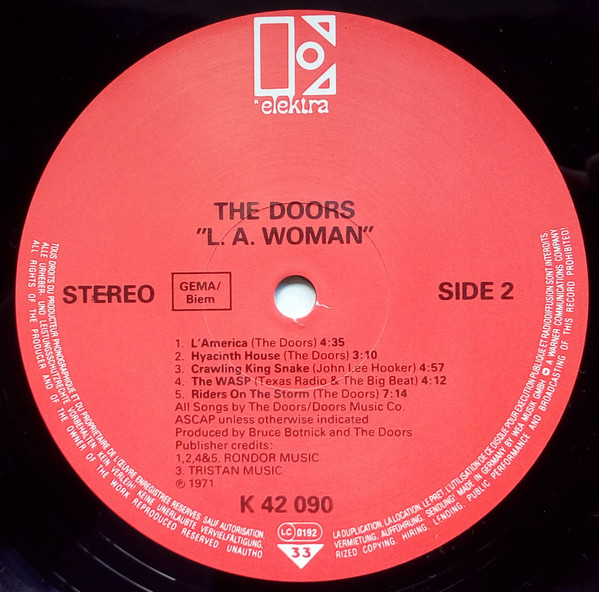 elektra
THE DOORS
"L. A. WOMAN"
STEREO
GEMA/
Biem
SIDE 2
1. L'America (The Doors) 4:35
2. Hyacinth House (The Doors) 3:10
3. Crawling King Snake (John Lee Hooker) 4:57
4. The WASP (Texas Radio & The Big Beat) 4:12
5. Riders On The Storm (The Doors) 7:14
All Songs by The Doors/Doors Music Co.
ASCAP unless otherwise indicated
Produced by Bruce Botnick and The Doors
Publisher credits:
1,2,4&5. RONDOR MUSIC
3. TRISTAN MUSIC
℗ 1971
K 42 090
LC 0192
33
TOUS DROITS DU PRODUCTEUR PHONOGRAPHIQUE ET DU PROPRIETAIRE DE L'ŒUVRE ENREGISTREE RESERVES SAUF AUTORISATION.
LA DUPLICATION, LA LOCATION, LE PRET, L'UTILISATION DE CE DISQUE POUR EXECUTION PUBLIQUE ET RADIODIFFUSION SONT INTERDITS
ALLE URHEBER UND LEISTUNGSSCHUTZRECHTE VORBEHALTEN. KEIN VERLEIH! KEINE UNERLAUBTE VERVIELFÄLTIGUNG,
VERMIETUNG, AUFFÜHRUNG, SENDUNG! MADE IN GERMANY BY WEA MUSIK GMBH A WARNER COMMUNICATIONS COMPANY
ALL RIGHTS OF THE PRODUCER AND OF THE OWNER OF THE WORK REPRODUCED RESERVED. UNAUTHO
RIZED COPYING, HIRING, LENDING, PUBLIC PERFORMANCE AND BROADCASTING OF THIS RECORD PROHIBITED!